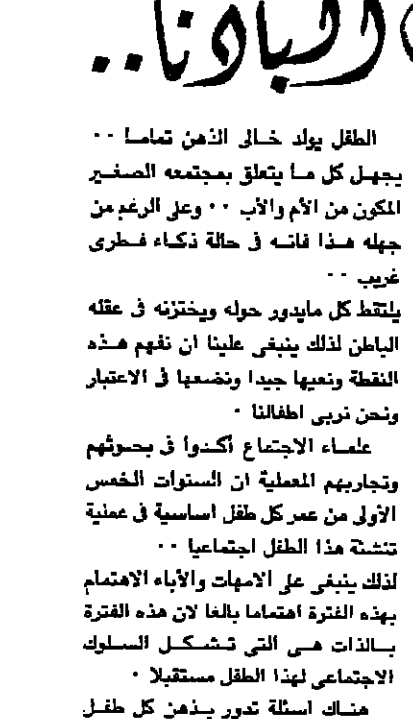 أكبادنا..
الطفل يولد خالى الذهن تماما ..
يجهل كل ما يتعلق بمجتمعه الصغير
المكون من الأم والأب .. وعلى الرغم من
جهله هذا فانه فى حالة ذكاء فطرى
غريب ..
يلتقط كل مايدور حوله ويختزنه فى عقله
الباطن لذلك ينبغى علينا ان نفهم هذه
النقطة ونعيها جيدا ونضعها فى الاعتبار
ونحن نربى اطفالنا .
علماء الاجتماع أكدوا فى بحوثهم
وتجاربهم المعملية ان السنوات الخمس
الأولى من عمر كل طفل اساسية فى عملية
تنشئة هذا الطفل اجتماعيا ..
لذلك ينبغى على الامهات والأباء الاهتمام
بهذه الفترة اهتماما بالغا لان هذه الفترة
بالذات هى التى تشكل السلوك
الاجتماعى لهذا الطفل مستقبلا .
هناك اسئلة تدور بذهن كل طفل